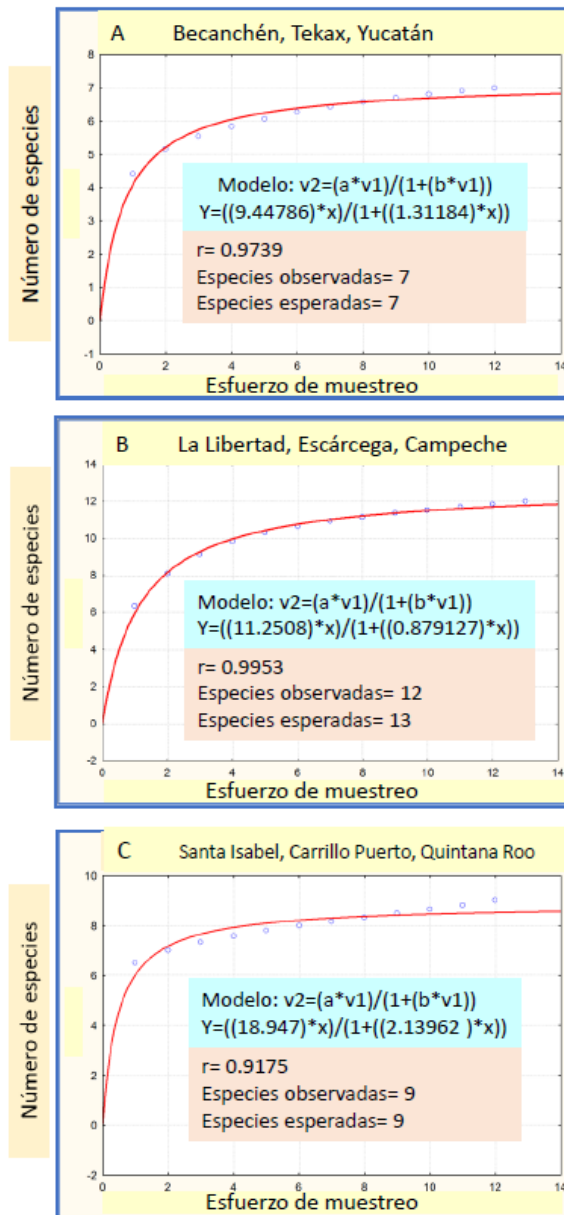 A Becanchén, Tekax, Yucatán
Número de especies
8
7
6
5
4
3
2
1
0
-1
Modelo: v2=(a*v1)/(1+(b*v1))
Y=((9.44786)*x)/(1+((1.31184)*x))
r= 0.9739
Especies observadas= 7
Especies esperadas= 7
0 2 4 6 8 10 12 14
Esfuerzo de muestreo
B La Libertad, Escárcega, Campeche
Número de especies
14
12
10
8
6
4
2
0
-2
Modelo: v2=(a*v1)/(1+(b*v1))
Y=((11.2508)*x)/(1+((0.879127)*x))
r= 0.9953
Especies observadas= 12
Especies esperadas= 13
0 2 4 6 8 10 12 14
Esfuerzo de muestreo
C Santa Isabel, Carrillo Puerto, Quintana Roo
Número de especies
10
8
6
4
2
0
-2
Modelo: v2=(a*v1)/(1+(b*v1))
Y=((18.947)*x)/(1+((2.13962 )*x))
r= 0.9175
Especies observadas= 9
Especies esperadas= 9
0 2 4 6 8 10 12 14
Esfuerzo de muestreo